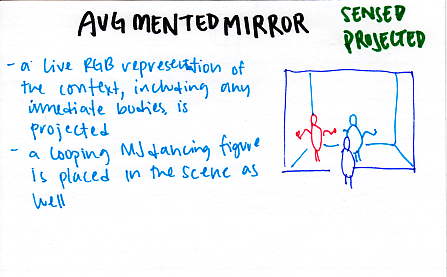 AUGMENTED MIRROR
SENSED
PROJECTED
- a live RGB representation of
the context, including any
immediate bodies, is
projected
- a looping MJ dancing figure
is placed in the scene as
well